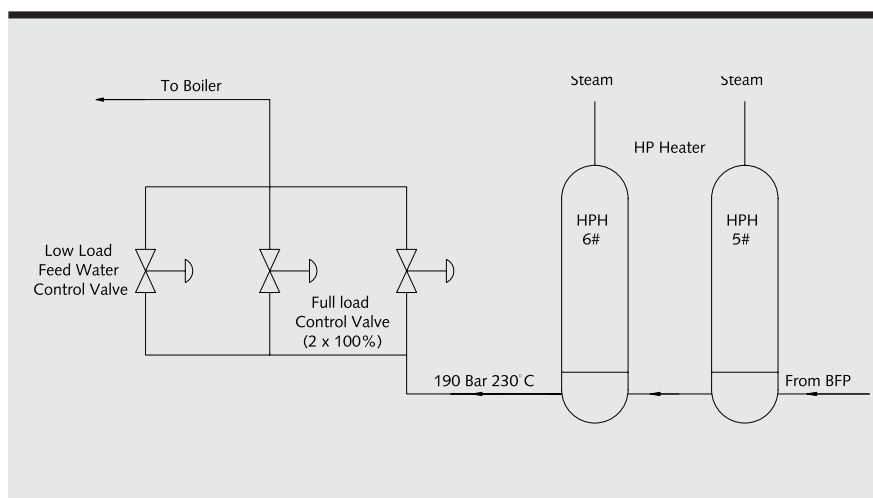 To Boiler
Steam
Steam
HP Heater
HPH
6#
HPH
5#
Low Load
Feed Water
Control Valve
Full load
Control Valve
(2 x 100%)
190 Bar 230°C
From BFP